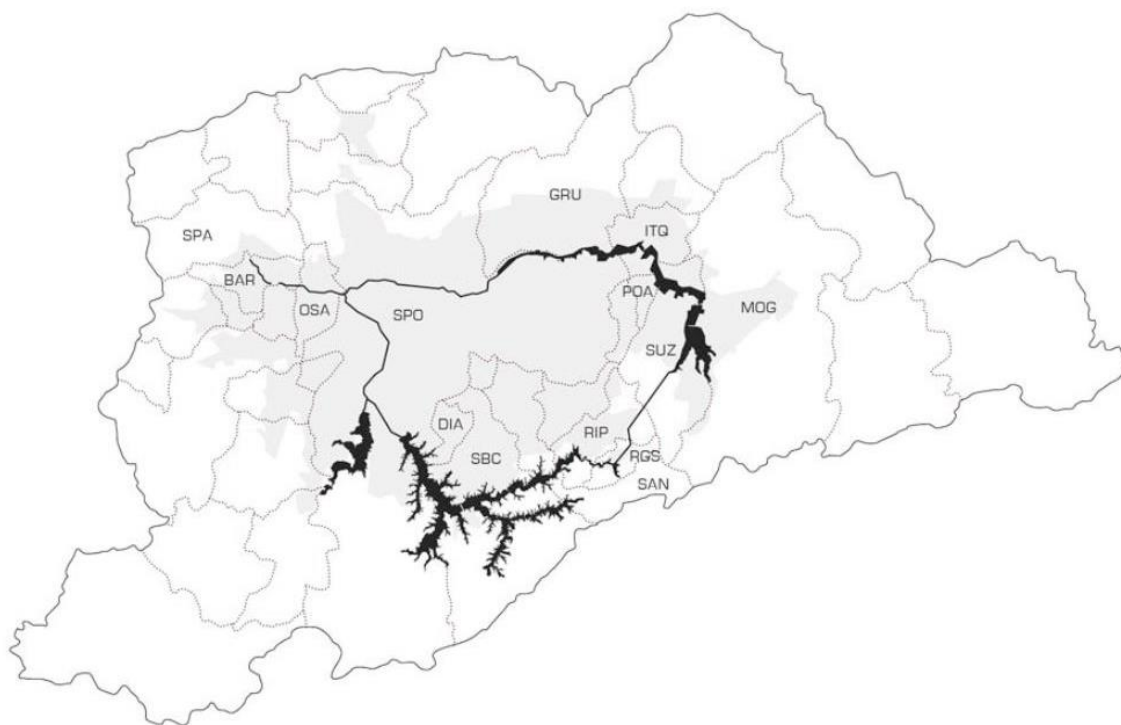 GRU
ITQ
SPA
BAR
OSA
SPO
POA
MOG
SUZ
DIA
SBC
RIP
RGS
SAN